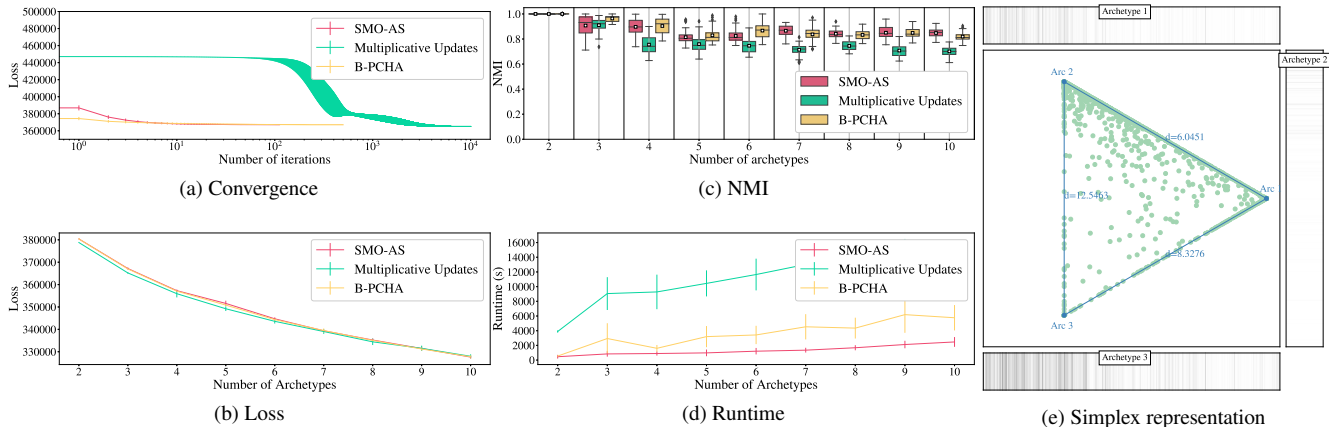 500000
480000
460000
440000
420000
400000
380000
360000
Loss
SMO-AS
Multiplicative Updates
B-PCHA
10⁰
10¹
10²
10³
10⁴
Number of iterations
(a) Convergence
1.0
0.8
0.6
0.4
0.2
0.0
NMI
SMO-AS
Multiplicative Updates
B-PCHA
2 3 4 5 6 7 8 9 10
Number of archetypes
(c) NMI
380000
370000
360000
350000
340000
330000
Loss
SMO-AS
Multiplicative Updates
B-PCHA
2 3 4 5 6 7 8 9 10
Number of Archetypes
(b) Loss
16000
14000
12000
10000
8000
6000
4000
2000
0
Runtime (s)
SMO-AS
Multiplicative Updates
B-PCHA
2 3 4 5 6 7 8 9 10
Number of Archetypes
(d) Runtime
Archetype 1
Archetype 2
Arc 2
d=6.0451
Arc
d=12.5463
d=8.3276
Arc 3
Archetype 3
(e) Simplex representation